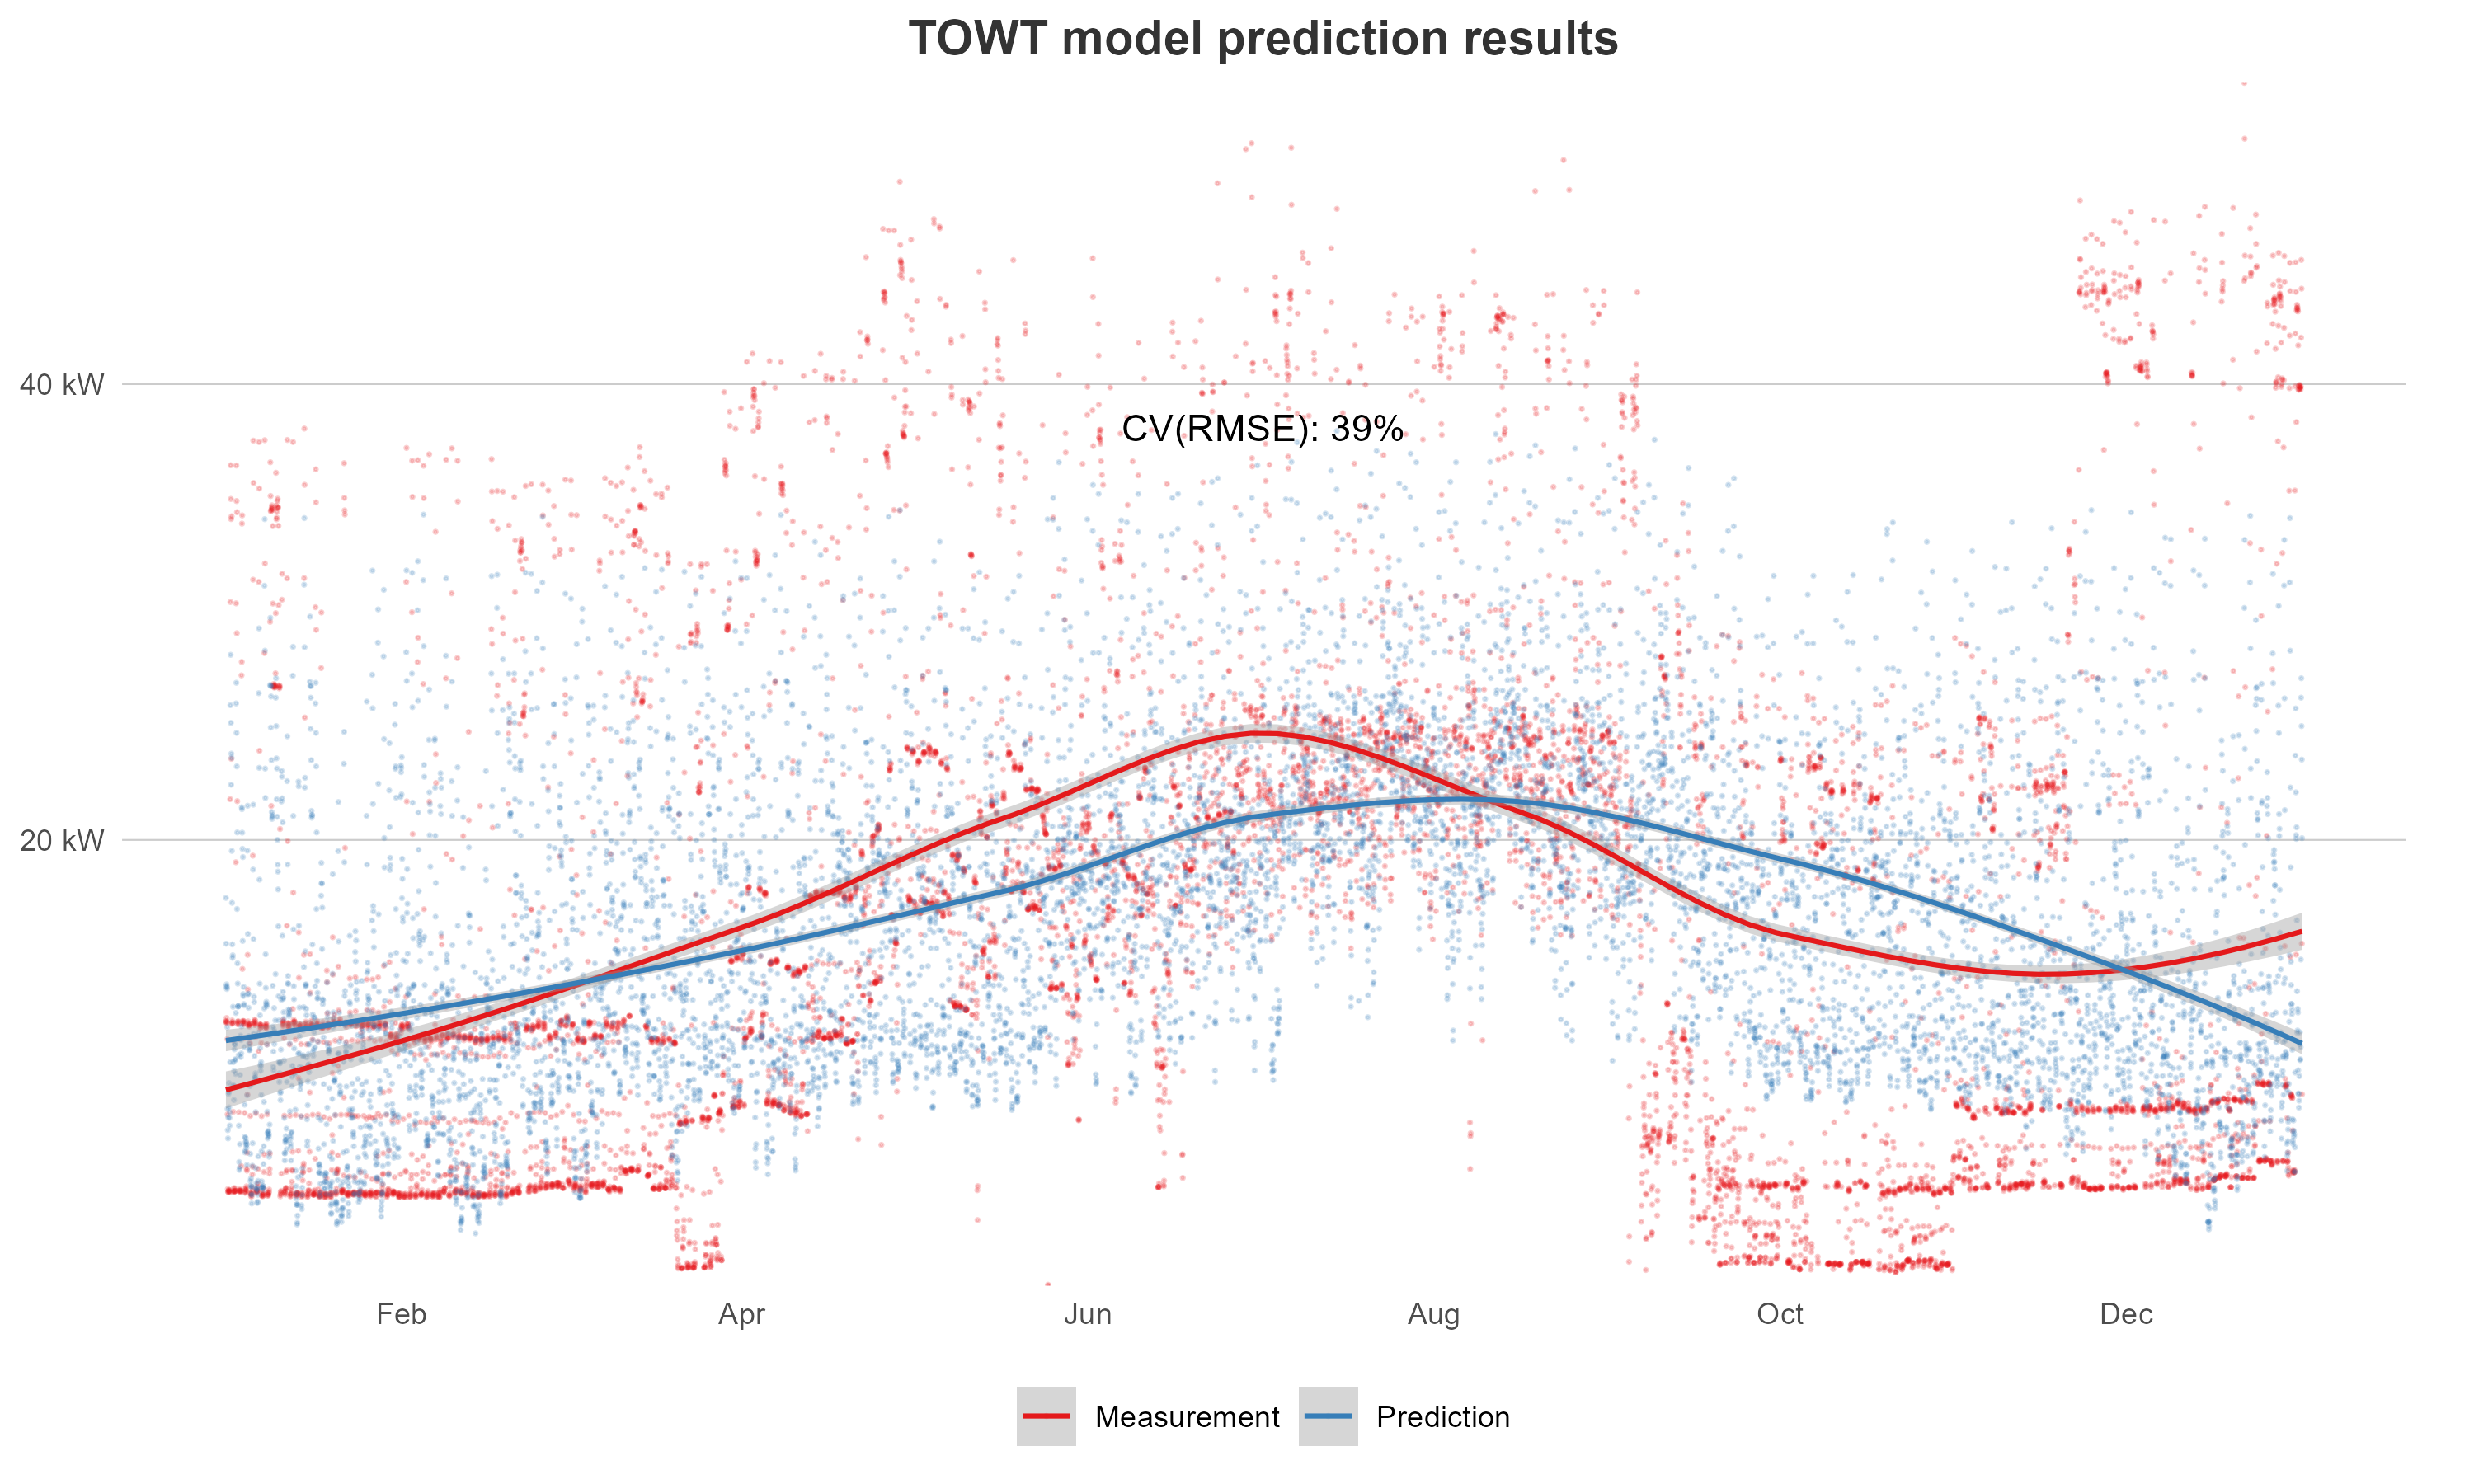 TOWT model prediction results
40 kW
CV(RMSE): 39%
20 kW
Feb Apr Jun Aug Oct Dec
Measurement Prediction